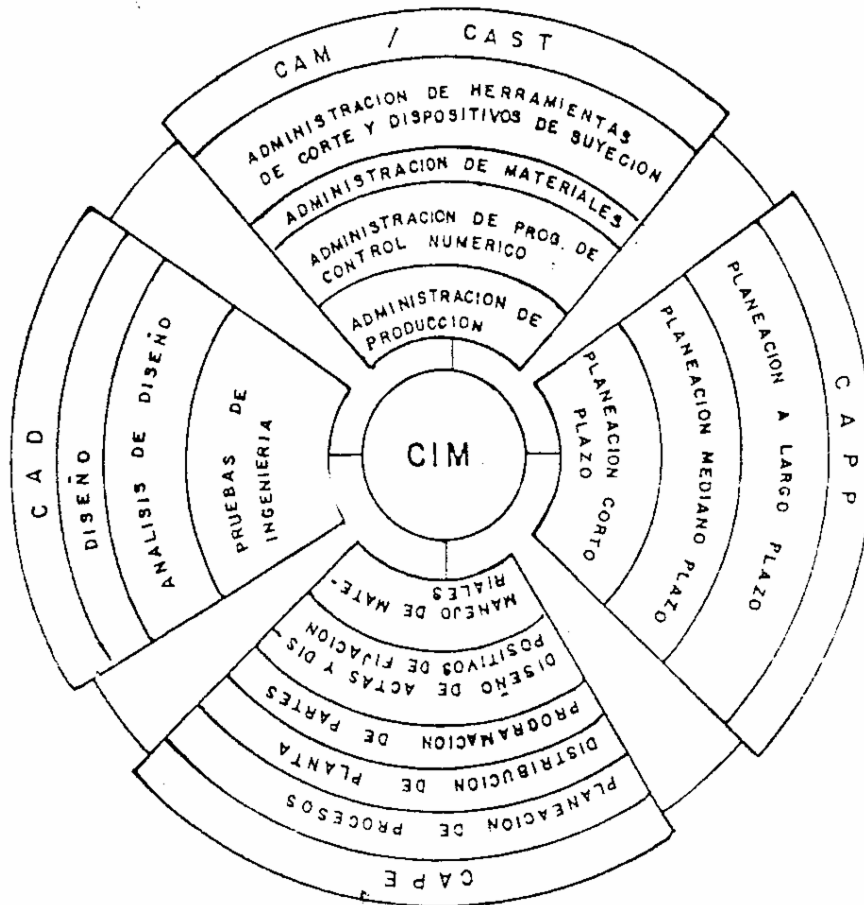 CAM / CAST
ADMINISTRACION DE HERRAMIENTAS
DE CORTE Y DISPOSITIVOS DE SUYECION
ADMINISTRACION DE MATERIALES
ADMINISTRACION DE PROG. DE
CONTROL NUMERICO
ADMINISTRACION DE
PRODUCCION
CAPP
PLANEACION A LARGO PLAZO
PLANEACION MEDIANO PLAZO
PLANEACION CORTO
PLAZO
CIM
CAD
DISEÑO
ANALISIS DE DISEÑO
PRUEBAS DE
INGENIERIA
MANEJO DE MATE-
RIALES
DISEÑO DE ACTAS Y DIS-
POSITIVOS DE FIJACION
PROGRAMACION DE PARTES
DISTRIBUCION DE PLANTA
PLANEACION DE PROCESOS
CAPE